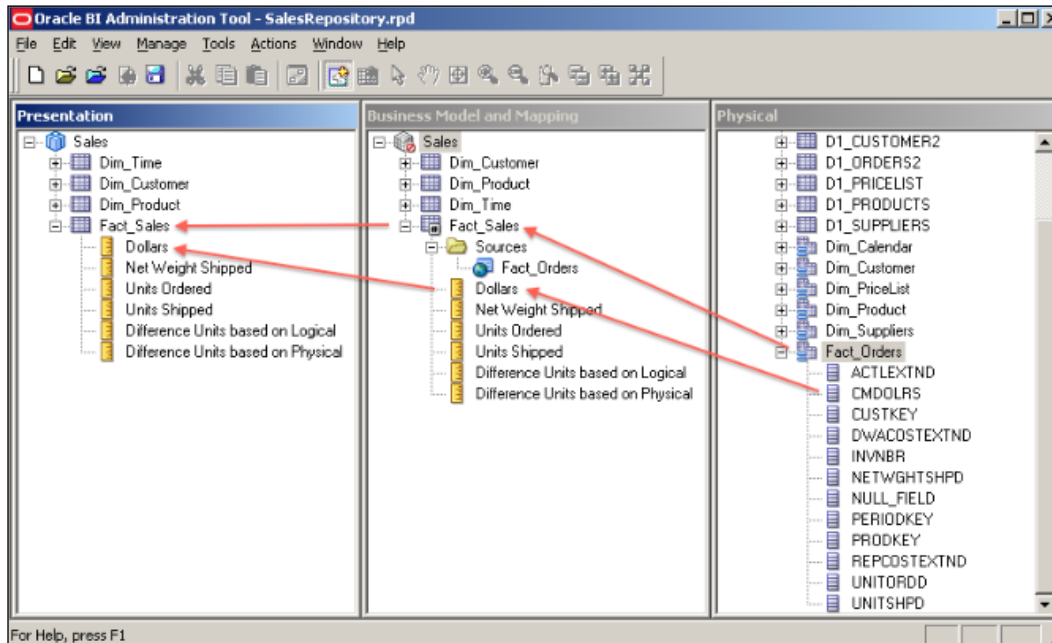 Oracle BI Administration Tool - SalesRepository.rpd
File Edit View Manage Tools Actions Window Help
Presentation
Sales
Dim_Time
Dim_Customer
Dim_Product
Fact_Sales
Dollars
Net Weight Shipped
Units Ordered
Units Shipped
Difference Units based on Logical
Difference Units based on Physical
Business Model and Mapping
Sales
Dim_Customer
Dim_Product
Dim_Time
Fact_Sales
Sources
Fact_Orders
Dollars
Net Weight Shipped
Units Ordered
Units Shipped
Difference Units based on Logical
Difference Units based on Physical
Physical
D1_CUSTOMER2
D1_ORDERS2
D1_PRICELIST
D1_PRODUCTS
D1_SUPPLIERS
Dim_Calendar
Dim_Customer
Dim_PriceList
Dim_Product
Dim_Suppliers
Fact_Orders
ACTLEXTND
CMDOLRS
CUSTKEY
DWACOSTEXTND
INVNBR
NETWGHTSHPD
NULL_FIELD
PERIODKEY
PRODKEY
REPCOSTEXTND
UNITORDD
UNITSHPD
For Help, press F1